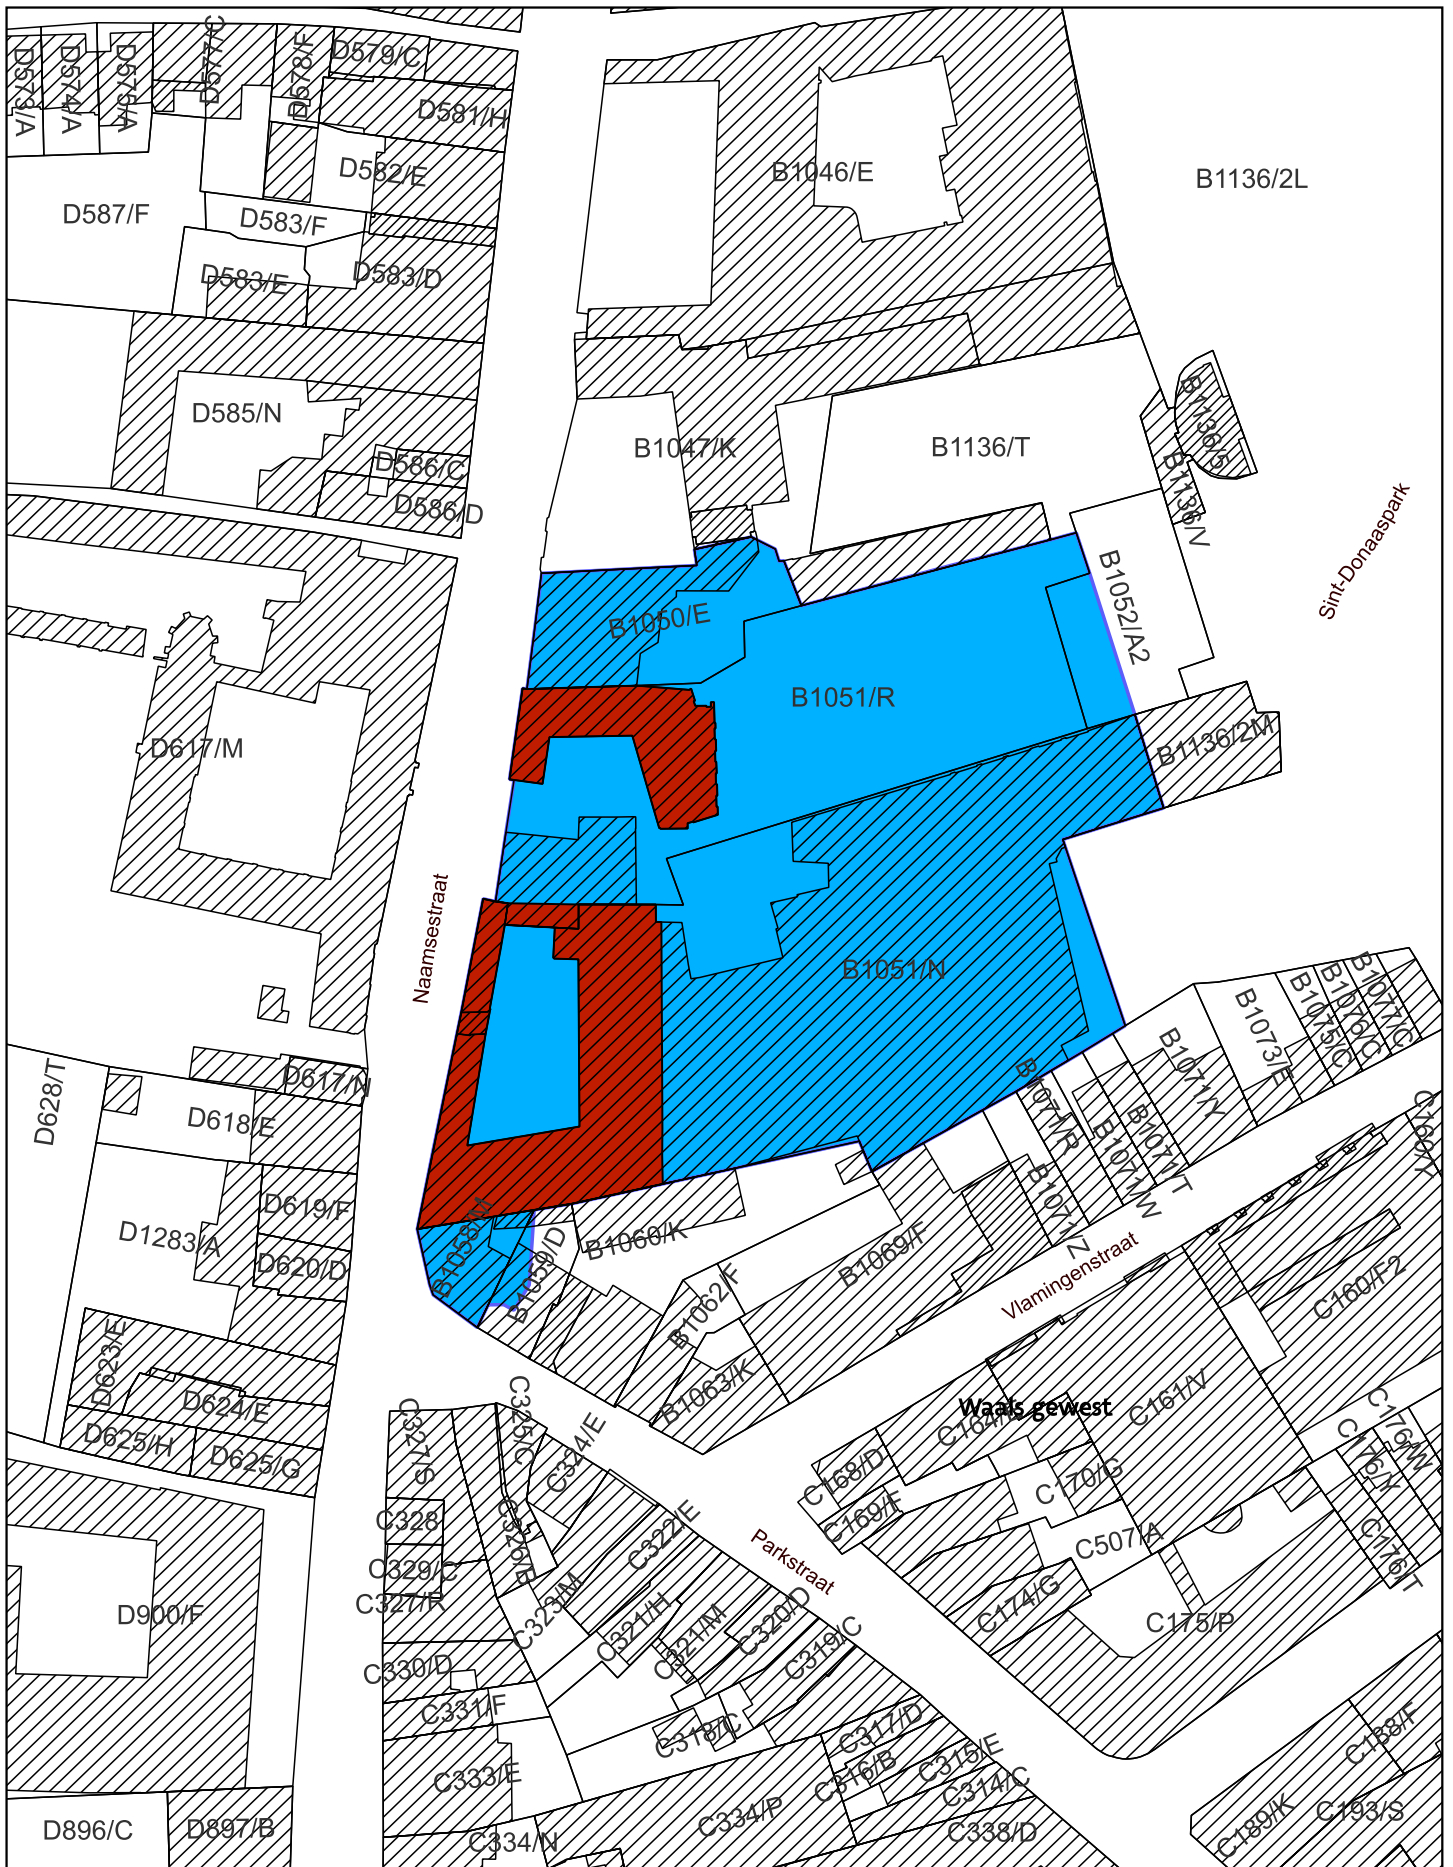 D573/A
D574/A
D575/A
D577/C
D578/F
D579/C
D581/H
D582/E
B1046/E
B1136/2L
D587/F
D583/F
D583/E
D583/D
D585/N
D586/C
D586/D
B1047/K
B1136/T
B1136/5
B1136/V
Sint-Donaaspark
B1050/E
B1052/A2
B1051/R
D617/M
B1136/2M
Naamsestraat
B1051/N
B1073/F
B1075/C
B1076/C
B1077/C
D628/T
D617/N
D618/E
B1071/R
B1071/W
B1071/T
B1071/Y
B1071/Z
C160/Y
D619/F
D1283/A
D620/D
B1058/M
B1059/D
B1060/K
B1062/F
B1069/F
Vlamingenstraat
C160/F2
D623/E
D624/E
D625/H
D625/G
B1063/K
Waals gewest
C161/V
C176/W
C176/Y
C176/T
C327/S
C325/C
C324/E
C168/D
C169/F
C170/G
C328
C326/B
C322/E
C507/A
C329/C
C327/R
C323/M
C321/H
C321/M
C320/D
C319/C
Parkstraat
C174/G
C175/P
D900/F
C330/D
C331/F
C318/C
C317/D
C316/B
C315/E
C314/C
C333/E
C334/P
C334/N
C338/D
C189/K
C193/S
D896/C
D897/B